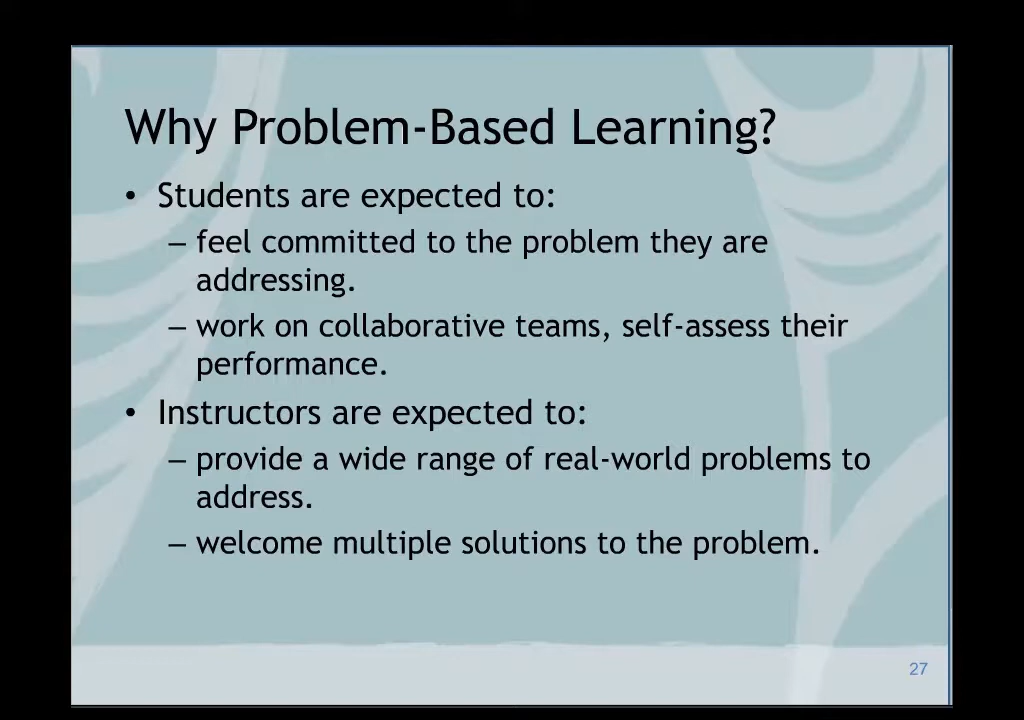 Why Problem-Based Learning?
• Students are expected to:
– feel committed to the problem they are
addressing.
– work on collaborative teams, self-assess their
performance.
• Instructors are expected to:
– provide a wide range of real-world problems to
address.
– welcome multiple solutions to the problem.
27